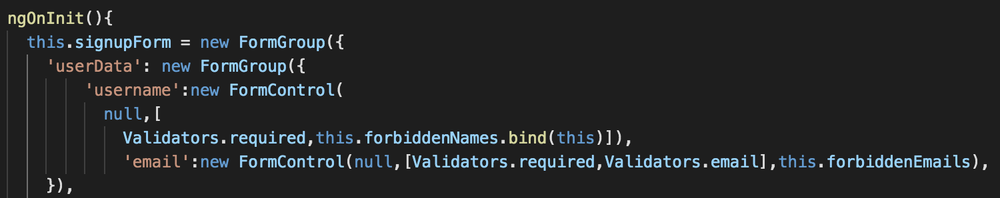 ngOnInit(){
this.signupForm = new FormGroup({
'userData': new FormGroup({
'username':new FormControl(
null,[
Validators.required,this.forbiddenNames.bind(this)]),
'email':new FormControl(null,[Validators.required,Validators.email],this.forbiddenEmails),
}),